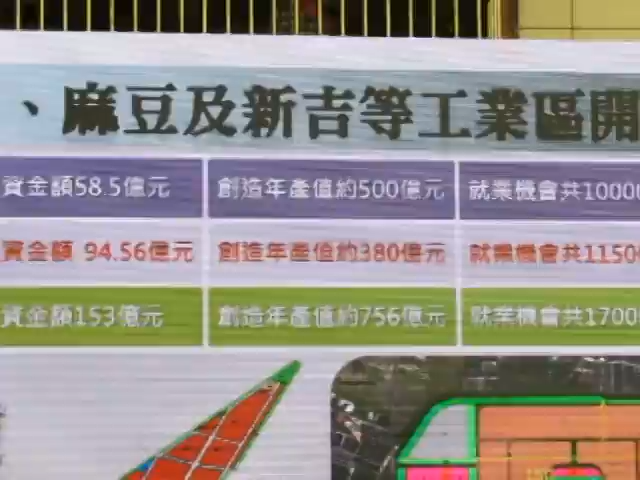 、麻豆及新吉等工業區開
資金額58.5億元 創造年產值約500億元 就業機會共1000
資金額 94.56億元 創造年產值約380億元 就業機會共1150
資金額153億元 創造年產值約756億元 就業機會共1700